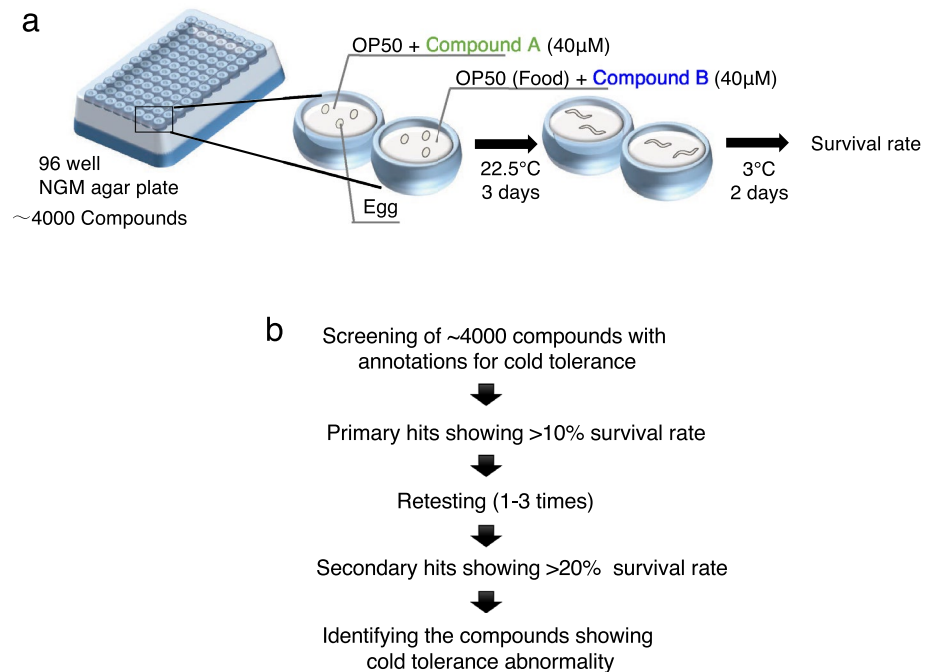 a
OP50 + Compound A (40μM)
OP50 (Food) + Compound B (40μM)
96 well
NGM agar plate
～4000 Compounds
Egg
22.5°C
3 days
3°C
2 days
Survival rate
b
Screening of ~4000 compounds with
annotations for cold tolerance
Primary hits showing >10% survival rate
Retesting (1-3 times)
Secondary hits showing >20% survival rate
Identifying the compounds showing
cold tolerance abnormality